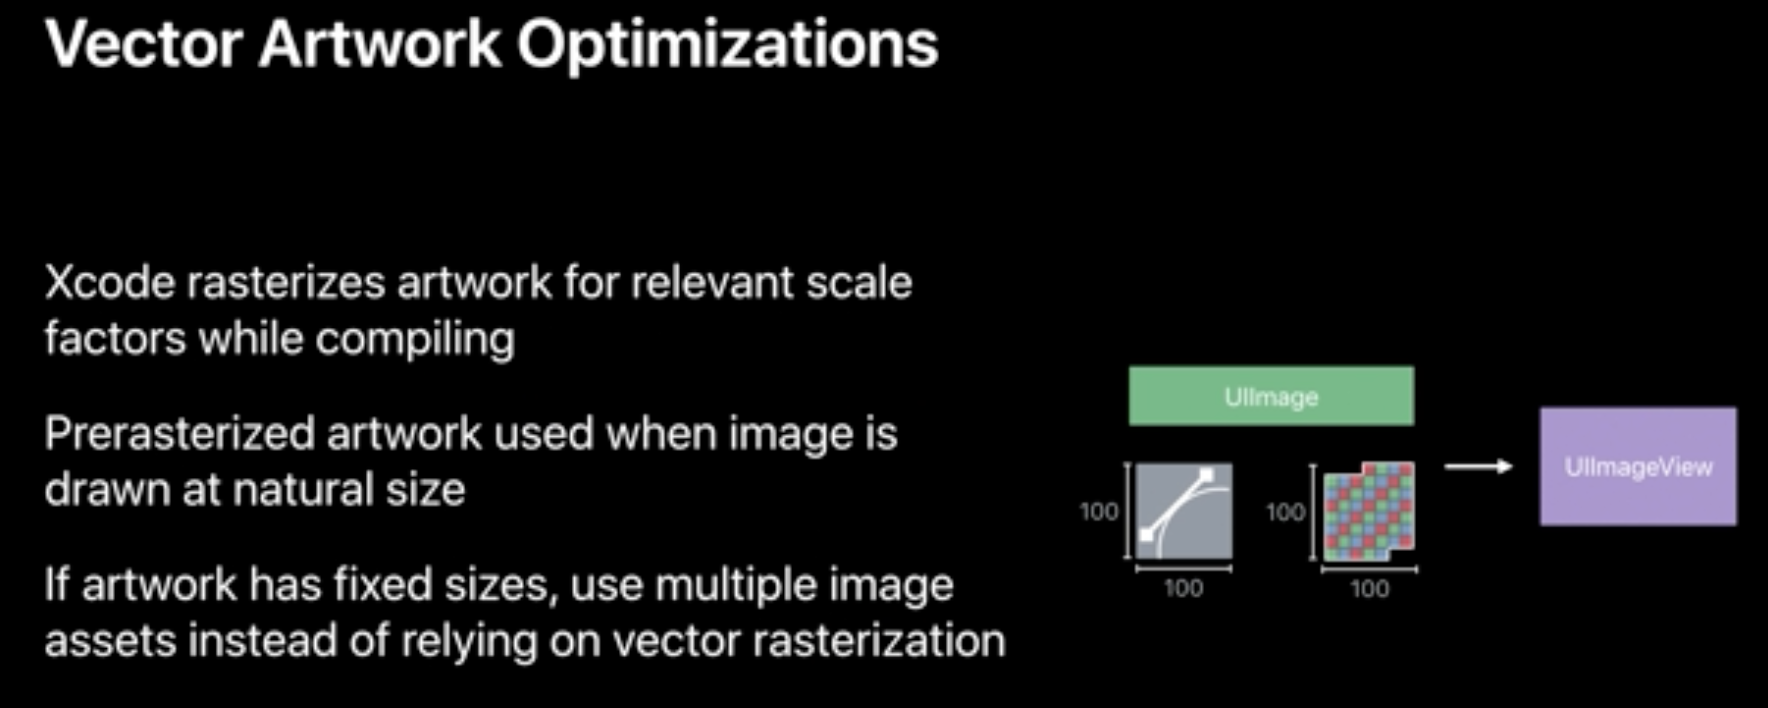 Vector Artwork Optimizations
Xcode rasterizes artwork for relevant scale
factors while compiling
Prerasterized artwork used when image is
drawn at natural size
If artwork has fixed sizes, use multiple image
assets instead of relying on vector rasterization
UIImage
100
100
100
100
UIImageView